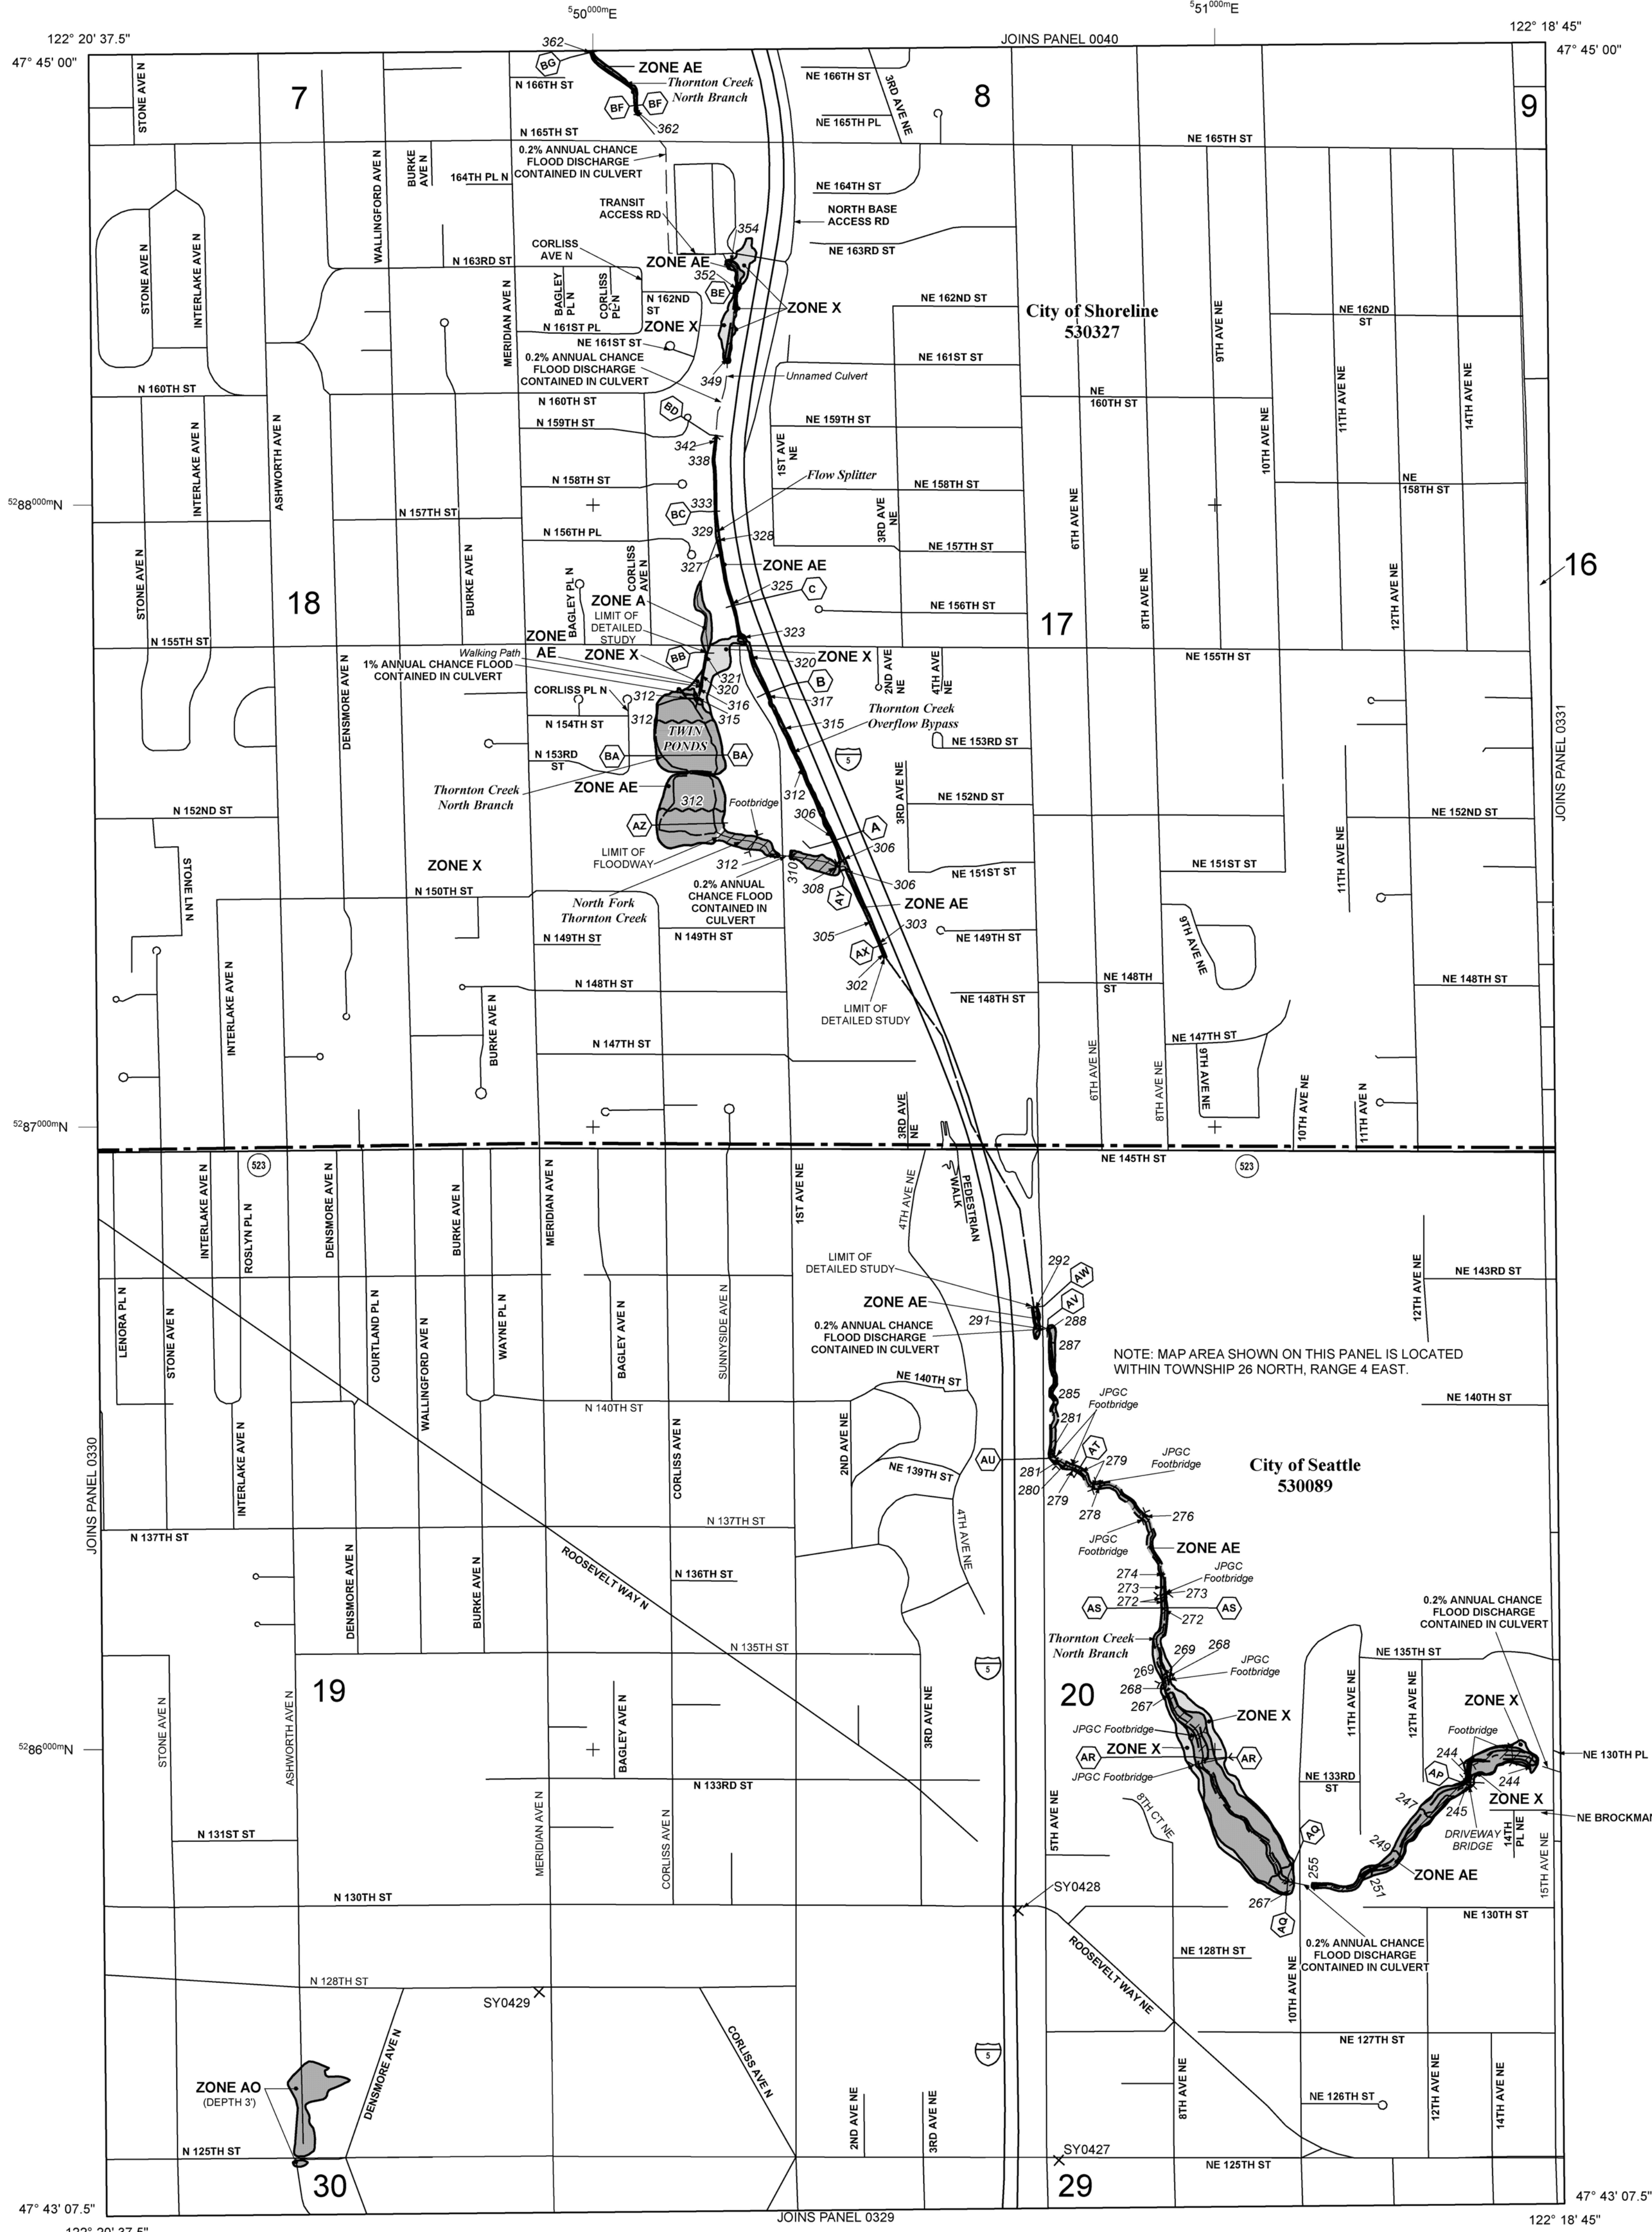 550000mE
551000mE
122° 20' 37.5"
JOINS PANEL 0040
122° 18' 45"
47° 45' 00"
47° 45' 00"
362
BG
ZONE AE
N 166TH ST
Thornton Creek
North Branch
BF
BF
362
STONE AVE N
7
NE 166TH ST
3RD AVE NE
8
9
NE 165TH PL
N 165TH ST
NE 165TH ST
WALLINGFORD AVE N
BURKE
AVE N
0.2% ANNUAL CHANCE
FLOOD DISCHARGE
CONTAINED IN CULVERT
164TH PL N
NE 164TH ST
TRANSIT
ACCESS RD
NORTH BASE
ACCESS RD
354
STONE AVE N
INTERLAKE AVE N
CORLISS
AVE N
NE 163RD ST
N 163RD ST
ZONE AE
352
BE
MERIDIAN AVE N
BAGLEY
PL N
CORLISS
PL N
N 162ND
ST
NE 162ND ST
ZONE X
City of Shoreline
530327
9TH AVE NE
NE 162ND
ST
N 161ST PL
ZONE X
NE 161ST ST
0.2% ANNUAL CHANCE
FLOOD DISCHARGE
CONTAINED IN CULVERT
NE 161ST ST
349
Unnamed Culvert
11TH AVE NE
14TH AVE NE
N 160TH ST
N 160TH ST
NE
160TH ST
BD
N 159TH ST
NE 159TH ST
INTERLAKE AVE N
ASHWORTH AVE N
342
338
1ST AVE
NE
10TH AVE NE
Flow Splitter
N 158TH ST
NE 158TH ST
NE
158TH ST
5288000mN
333
BC
N 157TH ST
329
328
3RD AVE
NE
6TH AVE NE
N 156TH PL
NE 157TH ST
327
ZONE AE
16
STONE AVE N
BURKE AVE N
BAGLEY PL N
CORLISS
AVE N
325
C
8TH AVE NE
12TH AVE NE
18
ZONE A
LIMIT OF
DETAILED
STUDY
NE 156TH ST
17
323
N 155TH ST
ZONE
AE
Walking Path
1% ANNUAL CHANCE FLOOD
CONTAINED IN CULVERT
ZONE X
BB
320
ZONE X
2ND AVE
NE
4TH AVE
NE
NE 155TH ST
321
320
B
CORLISS PL N
312
316
317
DENSMORE AVE N
312
315
Thornton Creek
Overflow Bypass
N 154TH ST
TWIN
PONDS
315
N 153RD
ST
BA
BA
5
NE 153RD ST
JOINS PANEL 0331
Thornton Creek
North Branch
ZONE AE
312
Footbridge
312
3RD AVE NE
NE 152ND ST
N 152ND ST
NE 152ND ST
306
AZ
A
LIMIT OF
FLOODWAY
306
312
310
308
306
STONE LN N
ZONE X
NE 151ST ST
NE 151ST ST
11TH AVE NE
N 150TH ST
0.2% ANNUAL
CHANCE FLOOD
CONTAINED IN
CULVERT
AY
North Fork
Thornton Creek
ZONE AE
303
305
N 149TH ST
N 149TH ST
NE 149TH ST
9TH AVE NE
AX
INTERLAKE AVE N
302
N 148TH ST
NE 148TH
ST
NE 148TH ST
NE 148TH ST
LIMIT OF
DETAILED STUDY
BURKE AVE N
N 147TH ST
NE 147TH ST
6TH AVE NE
8TH AVE NE
9TH AVE NE
3RD AVE
NE
10TH AVE NE
11TH AVE N
5287000mN
523
523
NE 145TH ST
INTERLAKE AVE N
ROSLYN PL N
DENSMORE AVE N
BURKE AVE N
MERIDIAN AVE N
1ST AVE NE
4TH AVE NE
PEDESTRIAN
WALK
LIMIT OF
DETAILED STUDY
292
AW
12TH AVE NE
NE 143RD ST
ZONE AE
AV
LENORA PL N
STONE AVE N
COURTLAND PL N
WALLINGFORD AVE N
WAYNE PL N
BAGLEY AVE N
SUNNYSIDE AVE N
291
288
0.2% ANNUAL CHANCE
FLOOD DISCHARGE
CONTAINED IN CULVERT
287
NOTE: MAP AREA SHOWN ON THIS PANEL IS LOCATED
WITHIN TOWNSHIP 26 NORTH, RANGE 4 EAST.
NE 140TH ST
285
JPGC
Footbridge
NE 140TH ST
N 140TH ST
281
INTERLAKE AVE N
CORLISS AVE N
2ND AVE NE
JOINS PANEL 0330
AT
AU
NE 139TH ST
281
279
JPGC
Footbridge
City of Seattle
530089
280
279
278
276
N 137TH ST
N 137TH ST
4TH AVE NE
JPGC
Footbridge
ROOSEVELT WAY N
ZONE AE
DENSMORE AVE N
BURKE AVE N
N 136TH ST
274
JPGC
Footbridge
273
273
272
AS
AS
272
0.2% ANNUAL CHANCE
FLOOD DISCHARGE
CONTAINED IN CULVERT
N 135TH ST
Thornton Creek
North Branch
269
268
NE 135TH ST
5
269
JPGC
Footbridge
19
268
20
267
STONE AVE N
ASHWORTH AVE N
BAGLEY AVE N
3RD AVE NE
ZONE X
11TH AVE NE
12TH AVE NE
ZONE X
JPGC Footbridge
Footbridge
5286000mN
ZONE X
AR
AR
244
NE 130TH PL
JPGC Footbridge
AP
244
N 133RD ST
NE 133RD
ST
247
ZONE X
245
5TH AVE NE
8TH CT NE
NE BROCKMAN
14TH
PL NE
DRIVEWAY
BRIDGE
AQ
249
N 131ST ST
MERIDIAN AVE N
CORLISS AVE N
15TH AVE NE
255
251
ZONE AE
SY0428
267
N 130TH ST
NE 130TH ST
AQ
0.2% ANNUAL CHANCE
FLOOD DISCHARGE
CONTAINED IN CULVERT
NE 128TH ST
ROOSEVELT WAY NE
10TH AVE NE
N 128TH ST
SY0429
NE 127TH ST
DENSMORE AVE N
CORLISS AVE N
5
ZONE AO
(DEPTH 3')
2ND AVE NE
3RD AVE NE
8TH AVE NE
NE 126TH ST
12TH AVE NE
14TH AVE NE
N 125TH ST
SY0427
NE 125TH ST
30
29
47° 43' 07.5"
47° 43' 07.5"
JOINS PANEL 0329
122° 18' 45"
122° 20' 37.5"